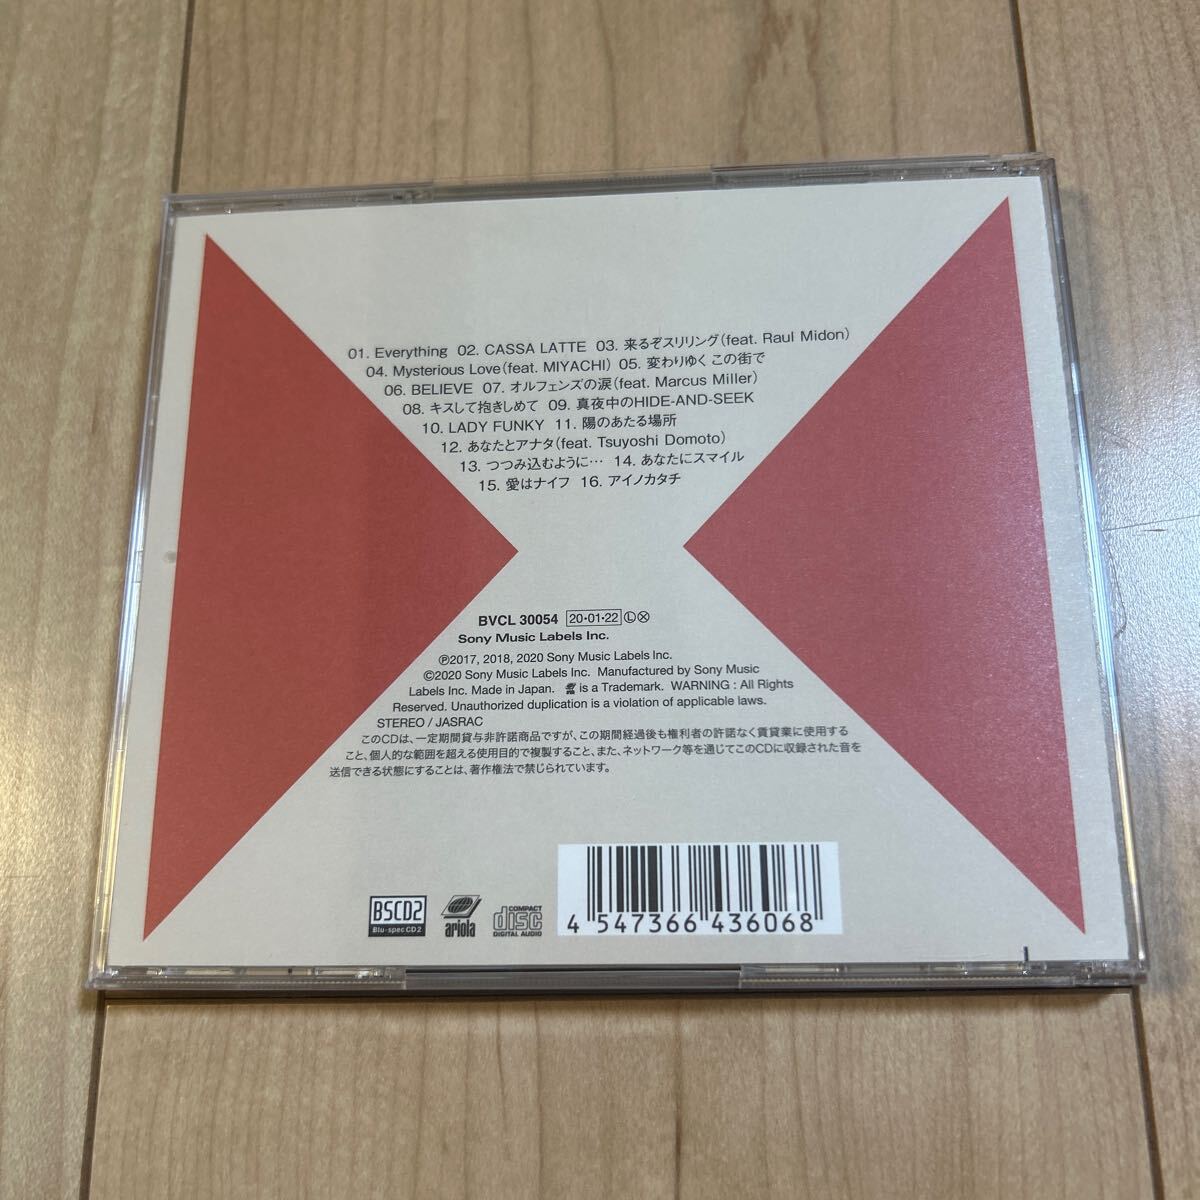 01. Everything 02. CASSA LATTE 03. 来るぞスリリング(feat. Raul Midon)
04. Mysterious Love(feat. MIYACHI) 05. 変わりゆく この街で
06. BELIEVE 07. オルフェンズの涙(feat. Marcus Miller)
08. キスして抱きしめて 09. 真夜中のHIDE-AND-SEEK
10. LADY FUNKY 11. 陽のあたる場所
12. あなたとアナタ(feat. Tsuyoshi Domoto)
13. つつみ込むように… 14. あなたにスマイル
15. 愛はナイフ 16. アイノカタチ
BVCL 30054 20・01・22 Ⓛ Ⓧ
Sony Music Labels Inc.
℗2017, 2018, 2020 Sony Music Labels Inc.
©2020 Sony Music Labels Inc. Manufactured by Sony Music
Labels Inc. Made in Japan. is a Trademark. WARNING : All Rights
Reserved. Unauthorized duplication is a violation of applicable laws.
STEREO / JASRAC
このCDは、一定期間貸与非許諾商品ですが、この期間経過後も権利者の許諾なく賃貸業に使用する
こと、個人的な範囲を超える使用目的で複製すること、また、ネットワーク等を通じてこのCDに収録された音を
送信できる状態にすることは、著作権法で禁じられています。
BSCD2
Blu-spec CD2
ariola
COMPACT
disc
DIGITAL AUDIO
4 547366 436068